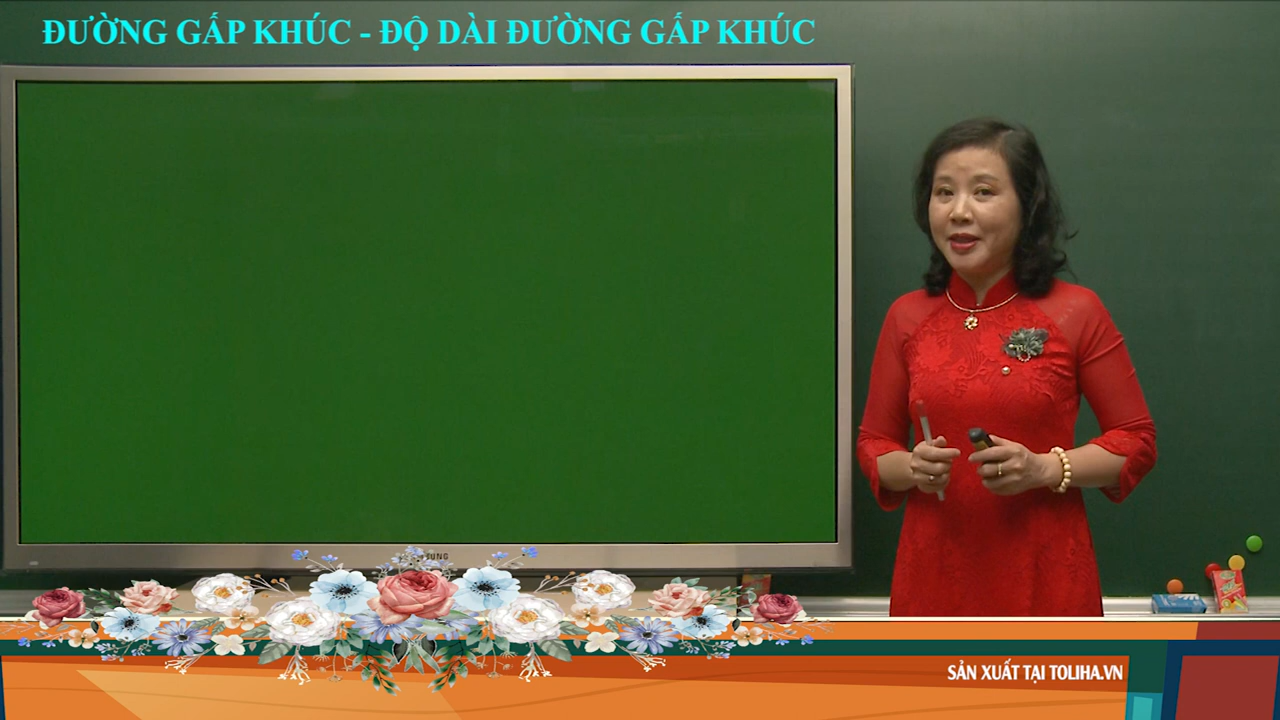 ĐƯỜNG GẤP KHÚC - ĐỘ DÀI ĐƯỜNG GẤP KHÚC
SẢN XUẤT TẠI TOLIHA.VN